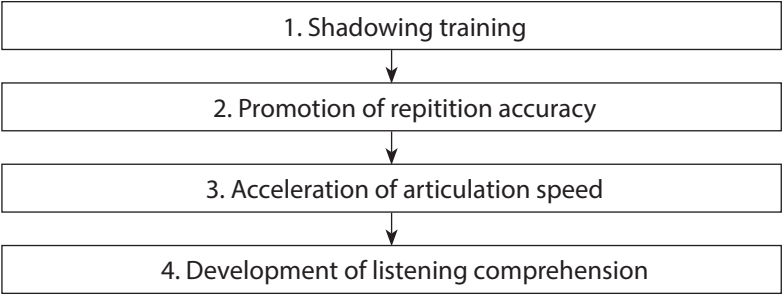 1. Shadowing training
2. Promotion of repitition accuracy
3. Acceleration of articulation speed
4. Development of listening comprehension